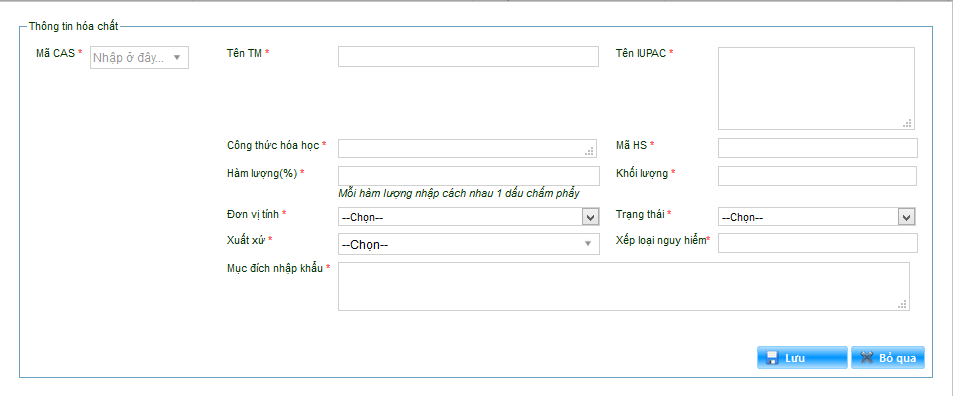 Thông tin hóa chất
Mã CAS * Nhập ở đây... Tên TM * Tên IUPAC *
Công thức hóa học * Mã HS *
Hàm lượng(%) * Khối lượng *
Mỗi hàm lượng nhập cách nhau 1 dấu chấm phẩy
Đơn vị tính * --Chọn-- Trạng thái * --Chọn--
Xuất xứ * --Chọn-- Xếp loại nguy hiểm*
Mục đích nhập khẩu *
Lưu Bỏ qua